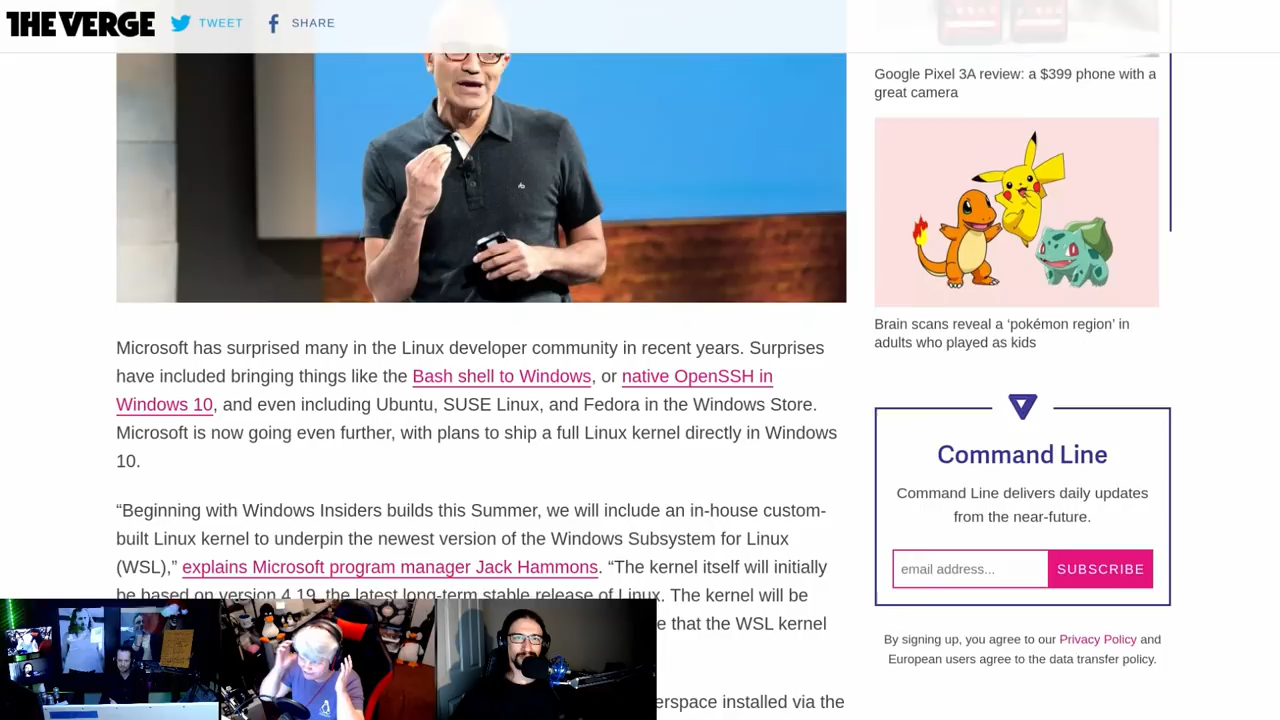 THE VERGE
TWEET
SHARE
Microsoft has surprised many in the Linux developer community in recent years. Surprises
have included bringing things like the Bash shell to Windows, or native OpenSSH in
Windows 10, and even including Ubuntu, SUSE Linux, and Fedora in the Windows Store.
Microsoft is now going even further, with plans to ship a full Linux kernel directly in Windows
10.
“Beginning with Windows Insiders builds this Summer, we will include an in-house custom-
built Linux kernel to underpin the newest version of the Windows Subsystem for Linux
(WSL),” explains Microsoft program manager Jack Hammons. “The kernel itself will initially
be based on version 4.19, the latest long-term stable release of Linux. The kernel will be
e that the WSL kernel
erspace installed via the
Google Pixel 3A review: a $399 phone with a
great camera
Brain scans reveal a ‘pokémon region’ in
adults who played as kids
Command Line
Command Line delivers daily updates
from the near-future.
email address...
SUBSCRIBE
By signing up, you agree to our Privacy Policy and
European users agree to the data transfer policy.